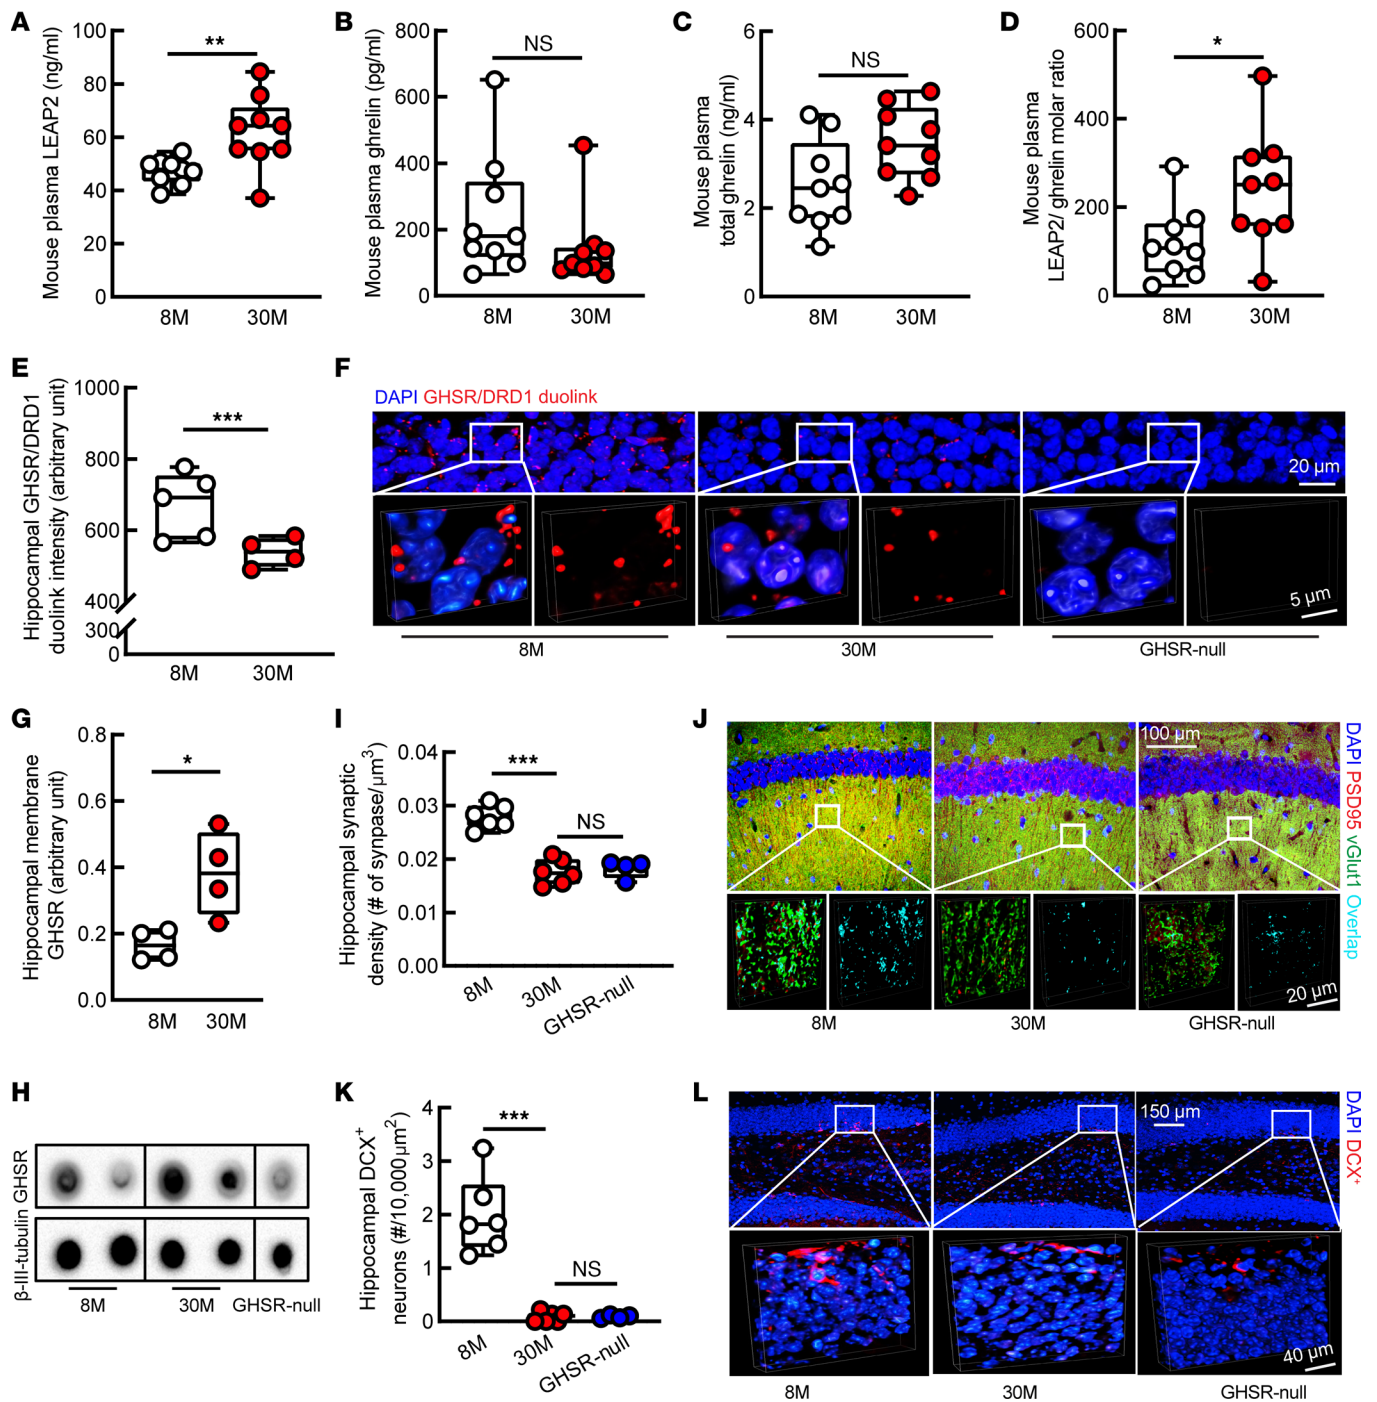 A
Mouse plasma LEAP2 (ng/ml)
100
80
60
40
20
0
**
8M
30M
B
Mouse plasma ghrelin (pg/ml)
800
600
400
200
0
NS
8M
30M
C
Mouse plasma
total ghrelin (ng/ml)
6
4
2
0
NS
8M
30M
D
Mouse plasma
LEAP2/ ghrelin molar ratio
600
400
200
0
*
8M
30M
E
Hippocampal GHSR/DRD1
duolink intensity (arbitrary unit)
1000
800
600
400
300
0
***
8M
30M
F
DAPI GHSR/DRD1 duolink
20 µm
5 µm
8M
30M
GHSR-null
G
Hippocampal membrane
GHSR (arbitrary unit)
0.8
0.6
0.4
0.2
0.0
*
8M
30M
I
Hippocampal synaptic
density (# of synpase/µm³)
0.04
0.03
0.02
0.01
0.00
***
NS
8M
30M
GHSR-null
J
100 µm
DAPI PSD95 vGlut1 Overlap
20 µm
8M
30M
GHSR-null
H
β-III-tubulin GHSR
8M
30M
GHSR-null
K
Hippocampal DCX⁺
neurons (#/10,000µm²)
4
3
2
1
0
***
NS
8M
30M
GHSR-null
L
150 µm
DAPI DCX⁺
40 µm
8M
30M
GHSR-null